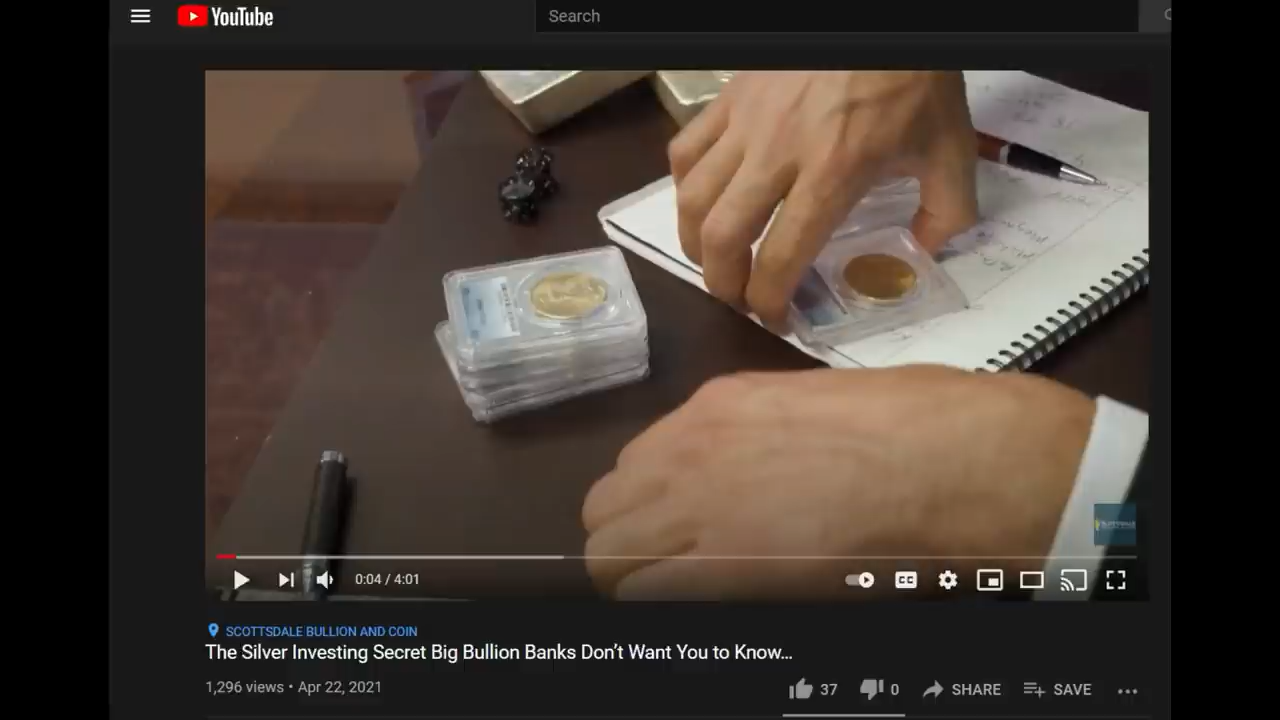 YouTube
Search
0:04 / 4:01
CC
SCOTTSDALE BULLION AND COIN
The Silver Investing Secret Big Bullion Banks Don't Want You to Know...
1,296 views • Apr 22, 2021
37
0
SHARE
SAVE